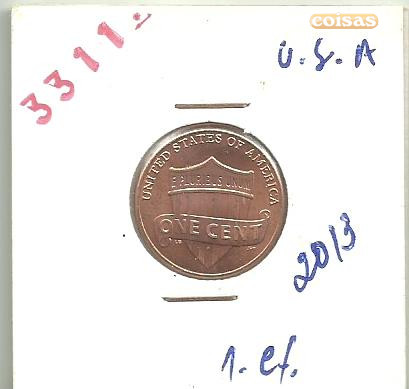 coisas
3311.
U.S.A
UNITED STATES OF AMERICA
E PLURIBUS UNUM
ONE CENT
2013
1. ct.